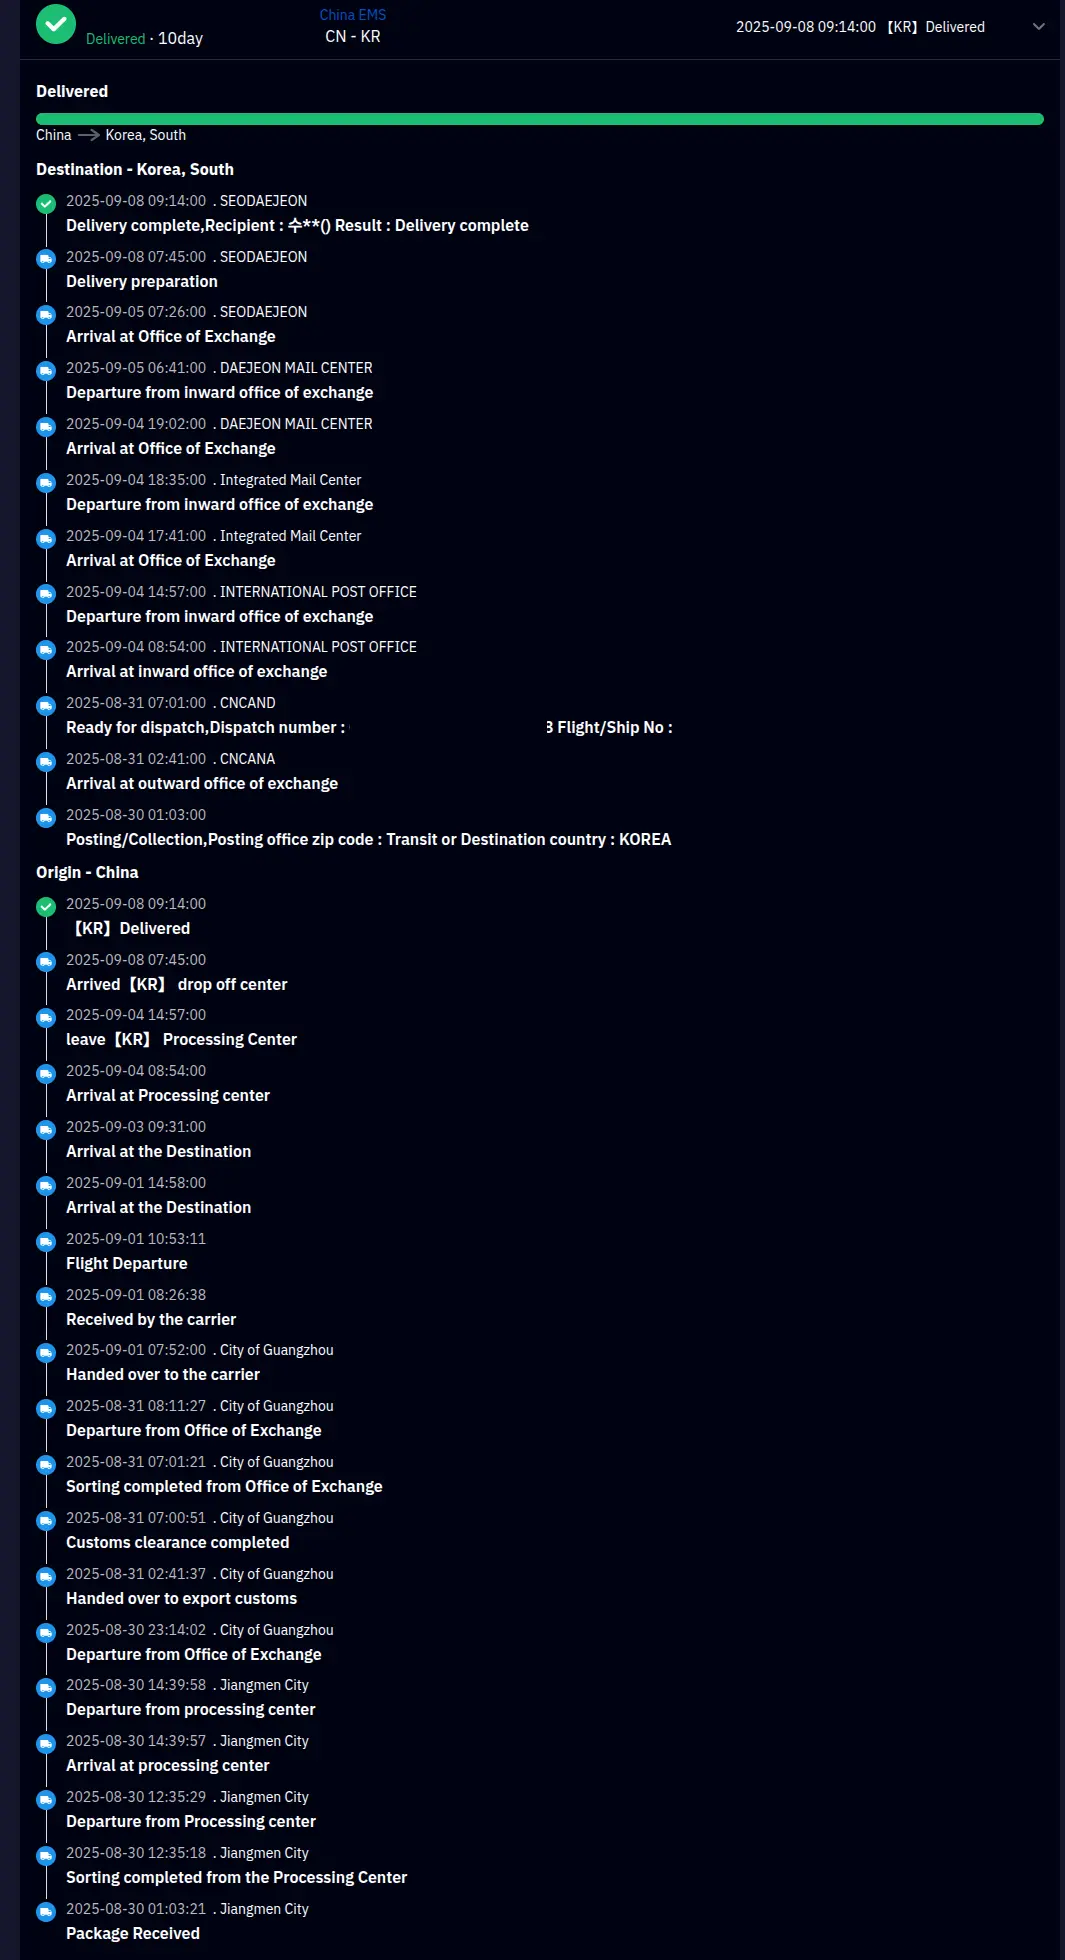 China EMS
Delivered · 10day
CN - KR
2025-09-08 09:14:00 【KR】Delivered
Delivered
China → Korea, South
Destination - Korea, South
2025-09-08 09:14:00 . SEODAEJEON
Delivery complete,Recipient : 수**() Result : Delivery complete
2025-09-08 07:45:00 . SEODAEJEON
Delivery preparation
2025-09-05 07:26:00 . SEODAEJEON
Arrival at Office of Exchange
2025-09-05 06:41:00 . DAEJEON MAIL CENTER
Departure from inward office of exchange
2025-09-04 19:02:00 . DAEJEON MAIL CENTER
Arrival at Office of Exchange
2025-09-04 18:35:00 . Integrated Mail Center
Departure from inward office of exchange
2025-09-04 17:41:00 . Integrated Mail Center
Arrival at Office of Exchange
2025-09-04 14:57:00 . INTERNATIONAL POST OFFICE
Departure from inward office of exchange
2025-09-04 08:54:00 . INTERNATIONAL POST OFFICE
Arrival at inward office of exchange
2025-08-31 07:01:00 . CNCAND
Ready for dispatch,Dispatch number : Flight/Ship No :
2025-08-31 02:41:00 . CNCANA
Arrival at outward office of exchange
2025-08-30 01:03:00
Posting/Collection,Posting office zip code : Transit or Destination country : KOREA
Origin - China
2025-09-08 09:14:00
【KR】Delivered
2025-09-08 07:45:00
Arrived【KR】 drop off center
2025-09-04 14:57:00
leave【KR】 Processing Center
2025-09-04 08:54:00
Arrival at Processing center
2025-09-03 09:31:00
Arrival at the Destination
2025-09-01 14:58:00
Arrival at the Destination
2025-09-01 10:53:11
Flight Departure
2025-09-01 08:26:38
Received by the carrier
2025-09-01 07:52:00 . City of Guangzhou
Handed over to the carrier
2025-08-31 08:11:27 . City of Guangzhou
Departure from Office of Exchange
2025-08-31 07:01:21 . City of Guangzhou
Sorting completed from Office of Exchange
2025-08-31 07:00:51 . City of Guangzhou
Customs clearance completed
2025-08-31 02:41:37 . City of Guangzhou
Handed over to export customs
2025-08-30 23:14:02 . City of Guangzhou
Departure from Office of Exchange
2025-08-30 14:39:58 . Jiangmen City
Departure from processing center
2025-08-30 14:39:57 . Jiangmen City
Arrival at processing center
2025-08-30 12:35:29 . Jiangmen City
Departure from Processing center
2025-08-30 12:35:18 . Jiangmen City
Sorting completed from the Processing Center
2025-08-30 01:03:21 . Jiangmen City
Package Received